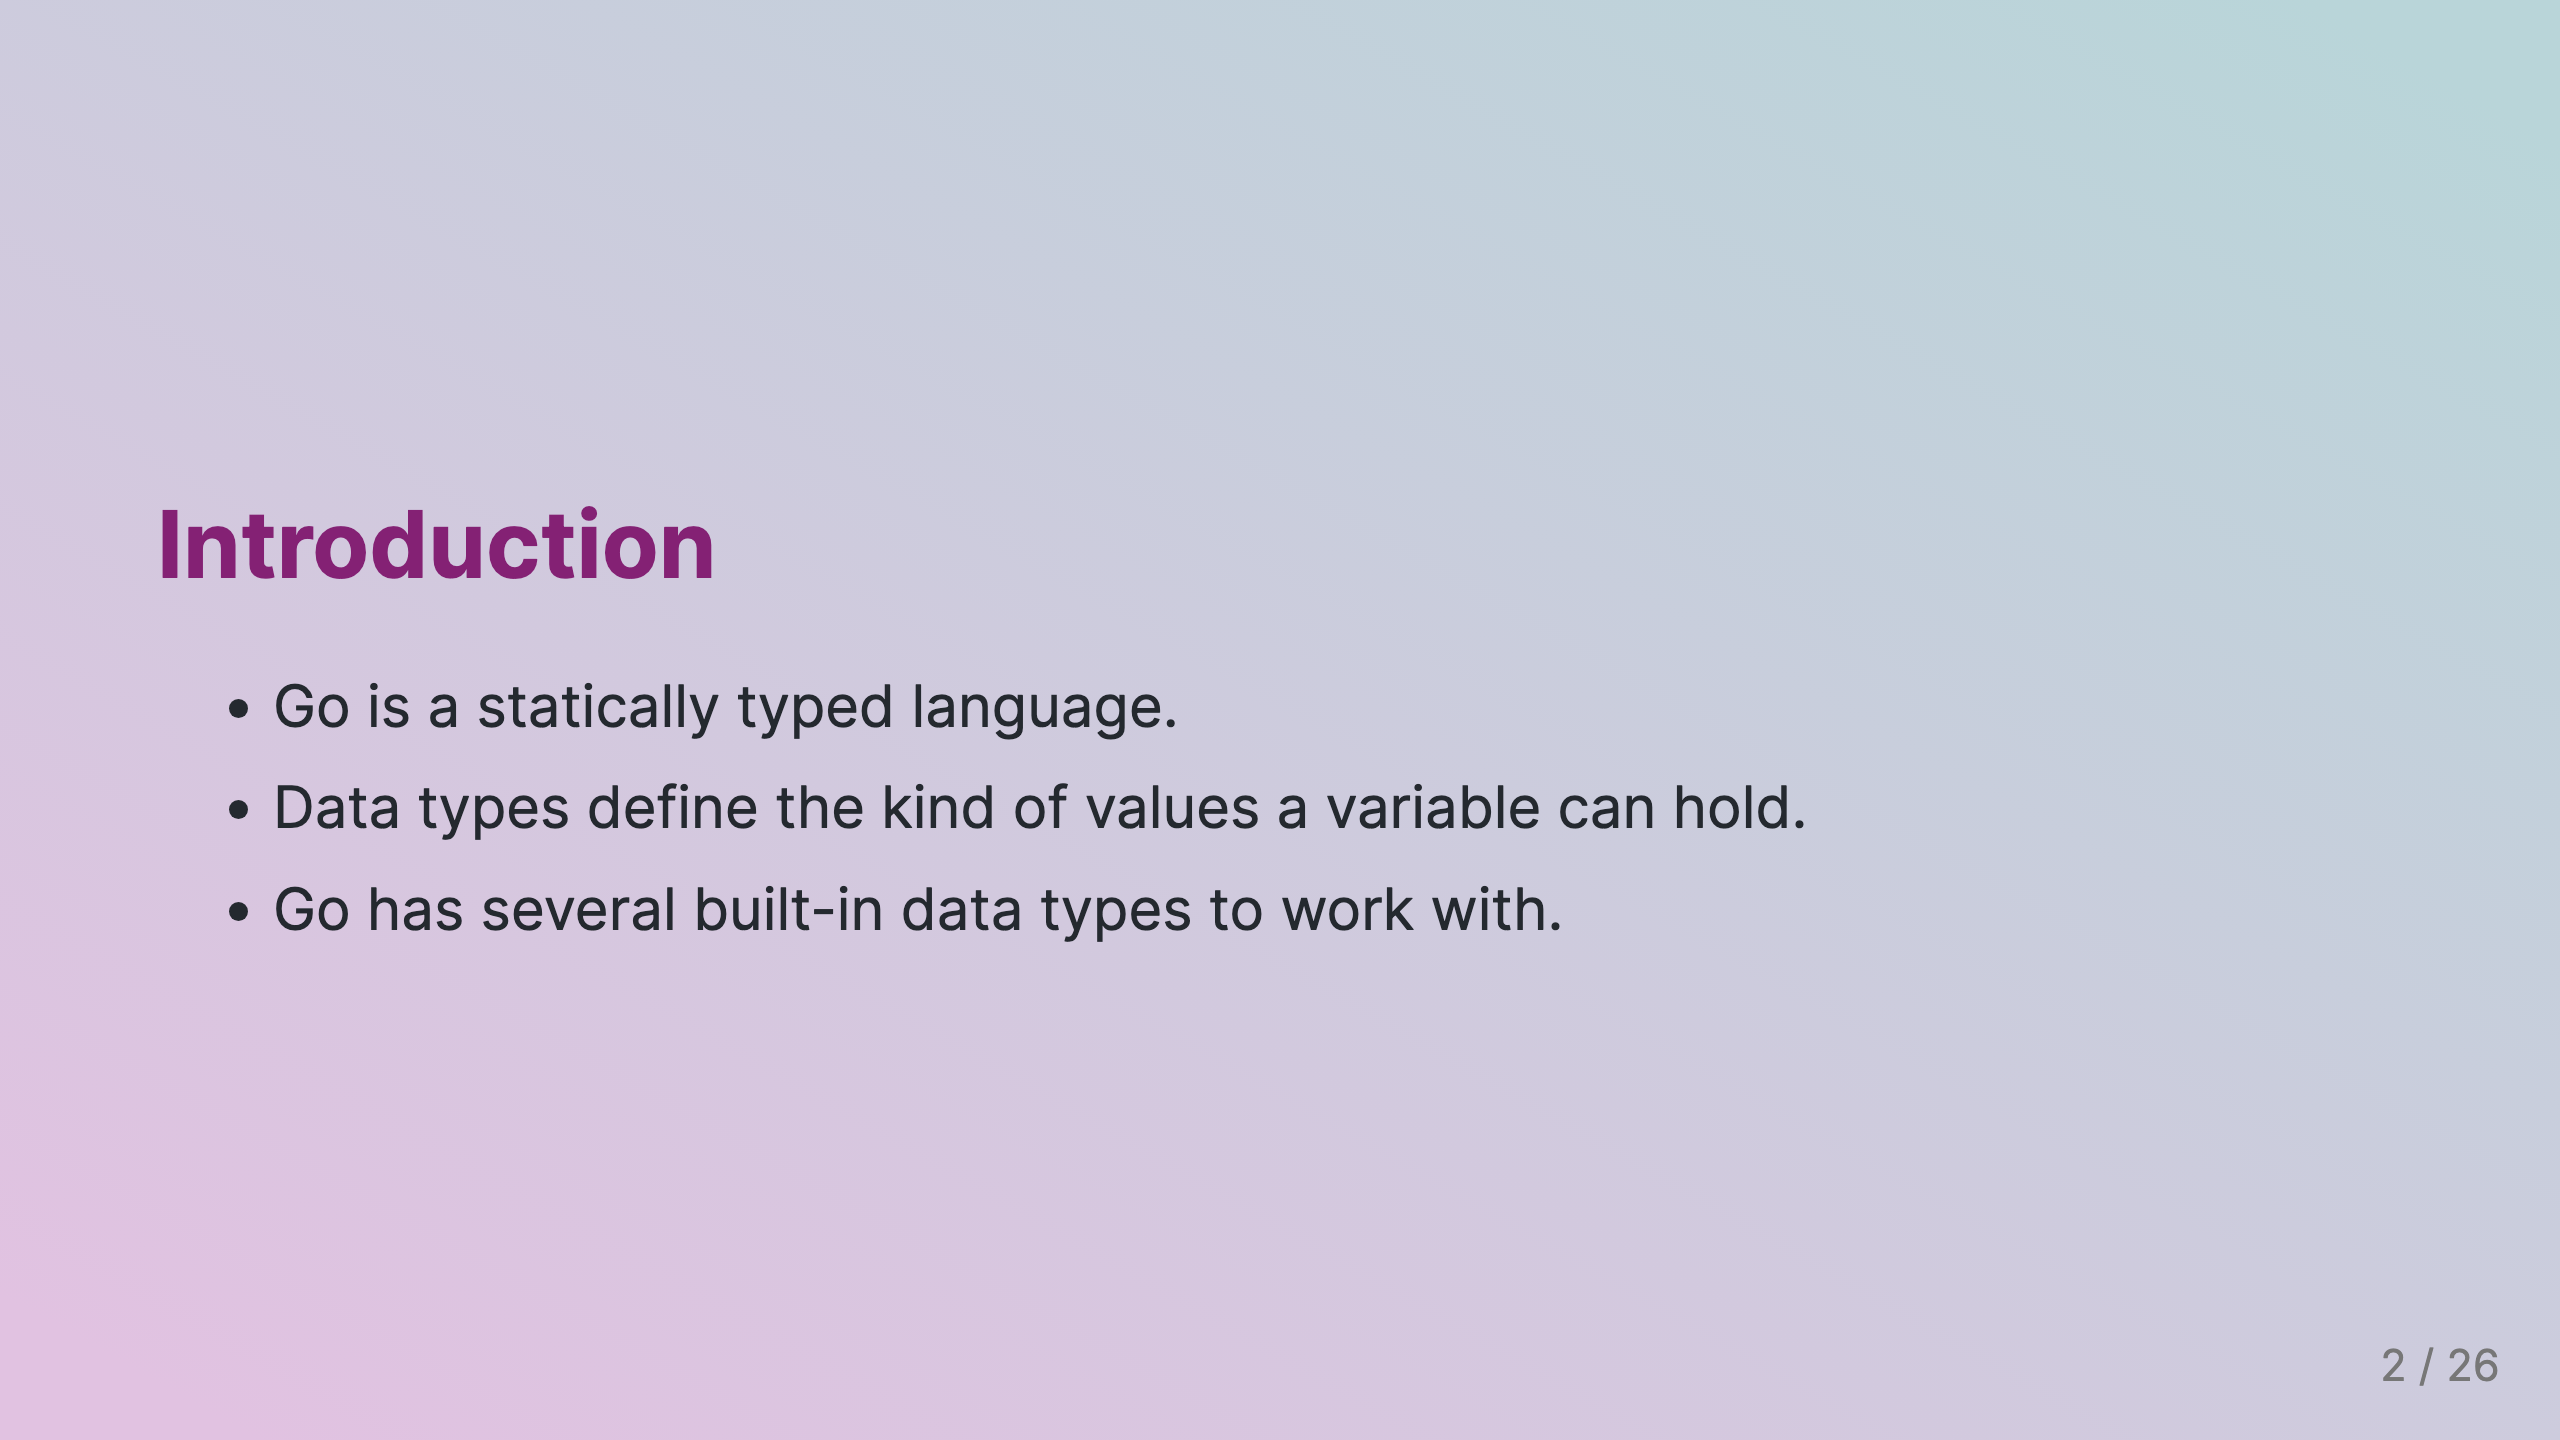 Introduction
• Go is a statically typed language.
• Data types define the kind of values a variable can hold.
• Go has several built-in data types to work with.
2 / 26